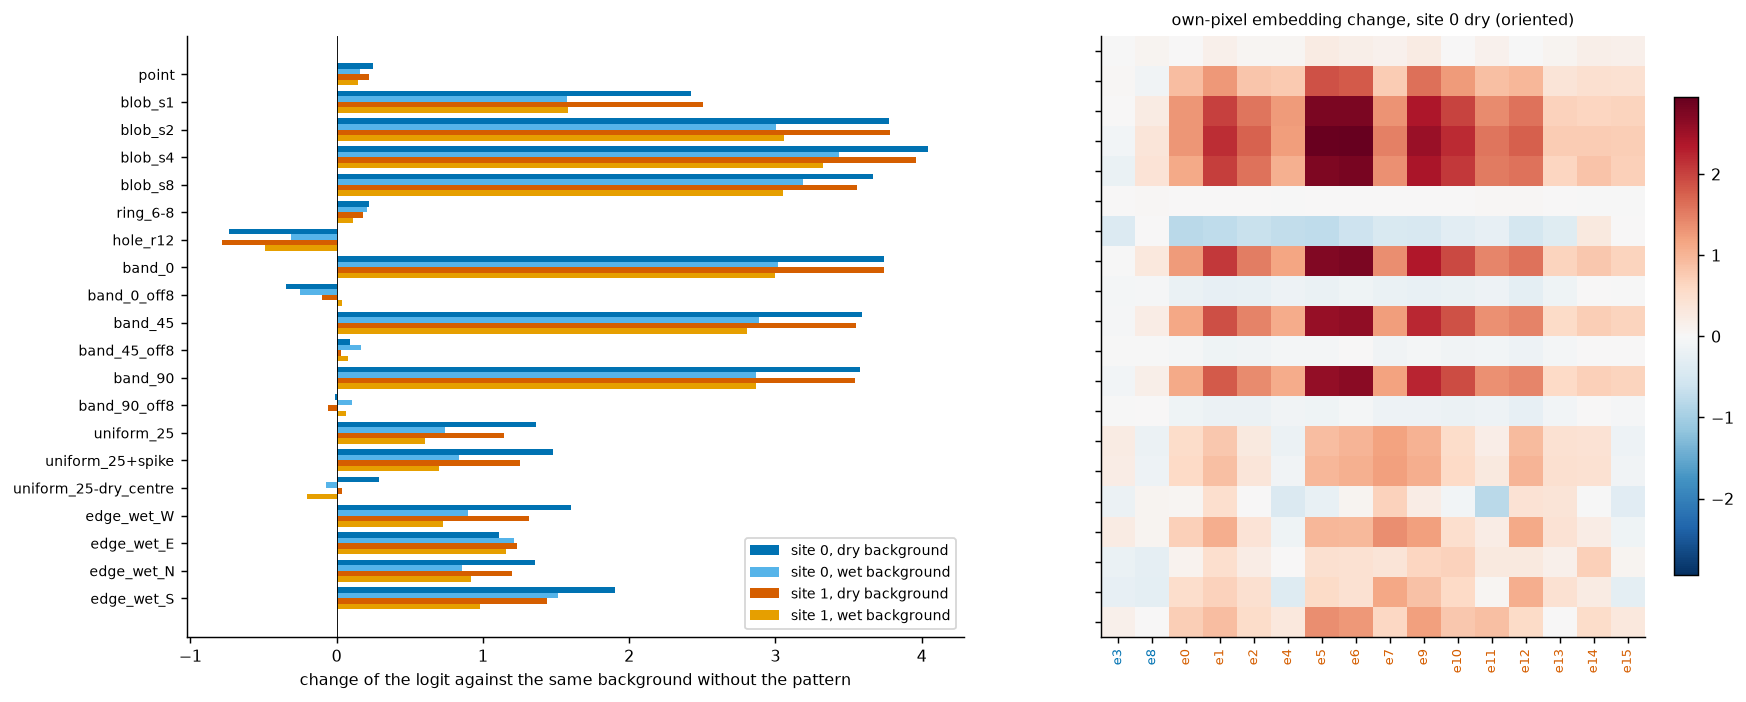 point
blob_s1
blob_s2
blob_s4
blob_s8
ring_6-8
hole_r12
band_0
band_0_off8
band_45
band_45_off8
band_90
band_90_off8
uniform_25
uniform_25+spike
uniform_25-dry_centre
edge_wet_W
edge_wet_E
edge_wet_N
edge_wet_S
site 0, dry background
site 0, wet background
site 1, dry background
site 1, wet background
−1 0 1 2 3 4
change of the logit against the same background without the pattern
own-pixel embedding change, site 0 dry (oriented)
e3 e8 e0 e1 e2 e4 e5 e6 e7 e9 e10 e11 e12 e13 e14 e15
2
1
0
−1
−2